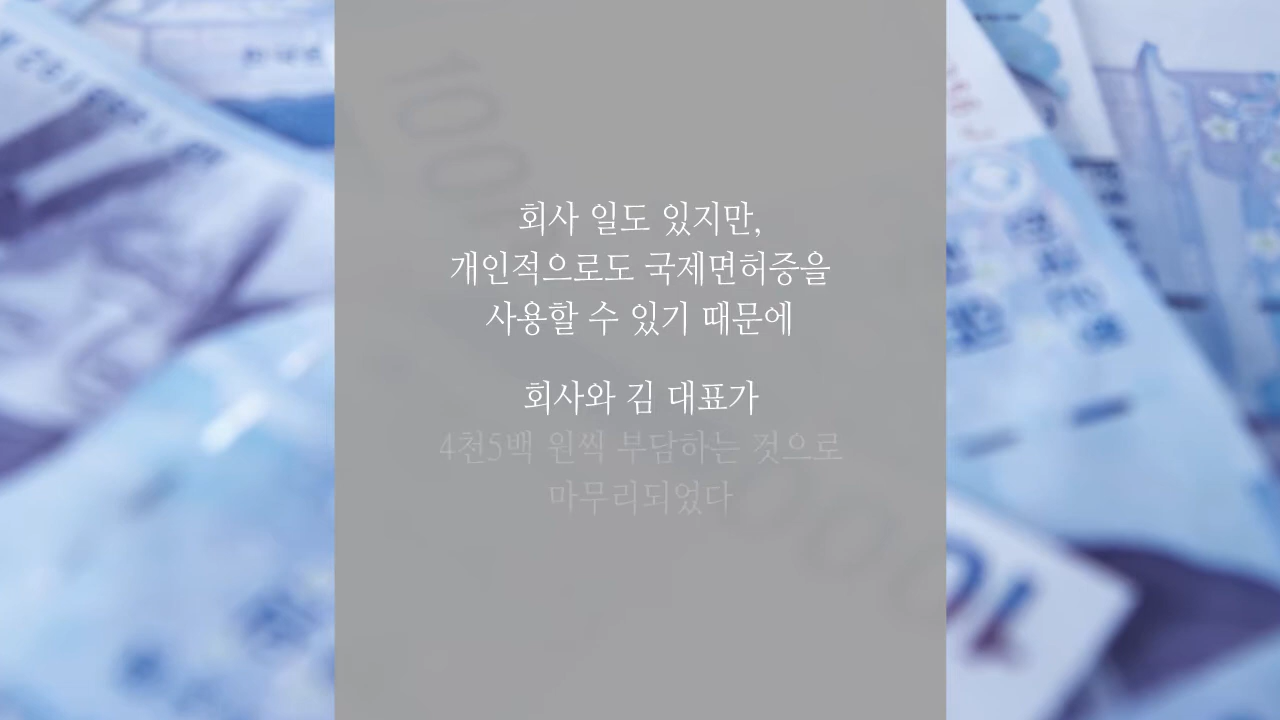 회사 일도 있지만,
개인적으로도 국제면허증을
사용할 수 있기 때문에
회사와 김 대표가
4천5백 원씩 부담하는 것으로
마무리되었다